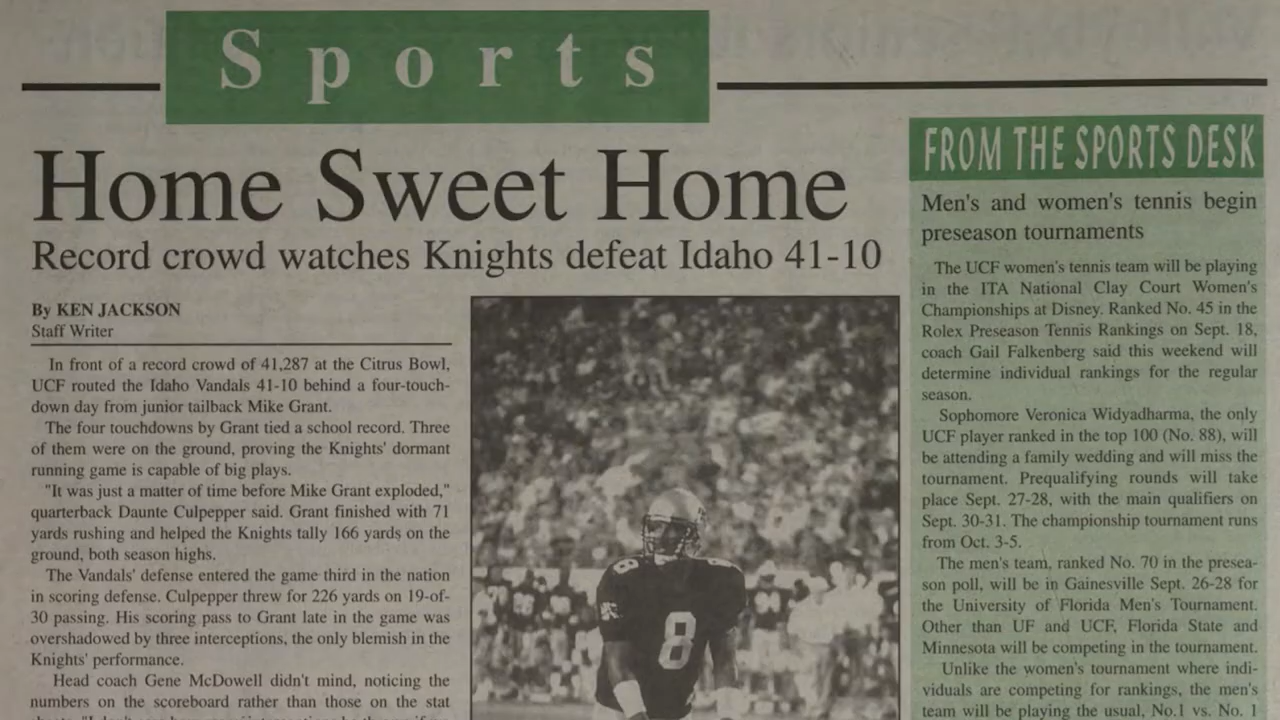 Sports
Home Sweet Home
Record crowd watches Knights defeat Idaho 41-10
By KEN JACKSON
Staff Writer
In front of a record crowd of 41,287 at the Citrus Bowl,
UCF routed the Idaho Vandals 41-10 behind a four-touch-
down day from junior tailback Mike Grant.
The four touchdowns by Grant tied a school record. Three
of them were on the ground, proving the Knights' dormant
running game is capable of big plays.
"It was just a matter of time before Mike Grant exploded,"
quarterback Daunte Culpepper said. Grant finished with 71
yards rushing and helped the Knights tally 166 yards on the
ground, both season highs.
The Vandals' defense entered the game third in the nation
in scoring defense. Culpepper threw for 226 yards on 19-of-
30 passing. His scoring pass to Grant late in the game was
overshadowed by three interceptions, the only blemish in the
Knights' performance.
Head coach Gene McDowell didn't mind, noticing the
numbers on the scoreboard rather than those on the stat
8
8
8
FROM THE SPORTS DESK
Men's and women's tennis begin
preseason tournaments
The UCF women's tennis team will be playing
in the ITA National Clay Court Women's
Championships at Disney. Ranked No. 45 in the
Rolex Preseason Tennis Rankings on Sept. 18,
coach Gail Falkenberg said this weekend will
determine individual rankings for the regular
season.
Sophomore Veronica Widyadharma, the only
UCF player ranked in the top 100 (No. 88), will
be attending a family wedding and will miss the
tournament. Prequalifying rounds will take
place Sept. 27-28, with the main qualifiers on
Sept. 30-31. The championship tournament runs
from Oct. 3-5.
The men's team, ranked No. 70 in the presea-
son poll, will be in Gainesville Sept. 26-28 for
the University of Florida Men's Tournament.
Other than UF and UCF, Florida State and
Minnesota will be competing in the tournament.
Unlike the women's tournament where indi-
viduals are competing for rankings, the men's
team will be playing the usual, No.1 vs. No. 1